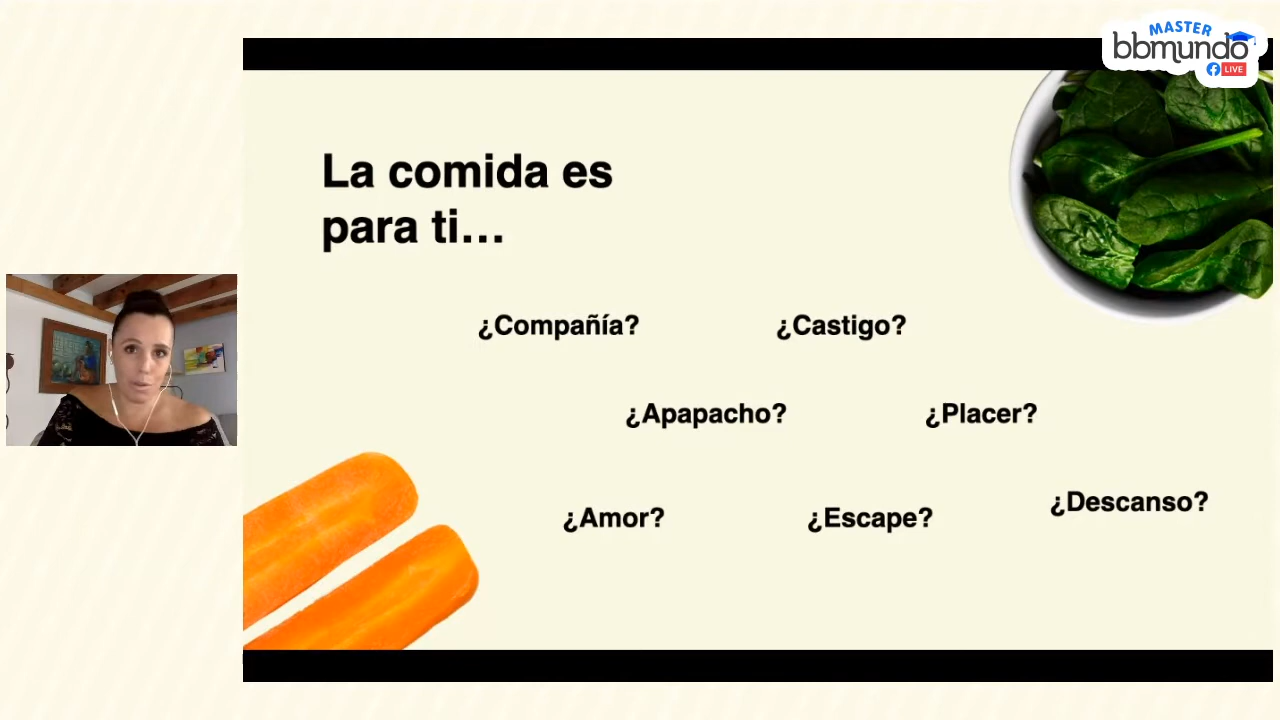 MASTER
bbmundo
LIVE
La comida es
para ti...
¿Compañía? ¿Castigo?
¿Apapacho? ¿Placer?
¿Amor? ¿Escape? ¿Descanso?